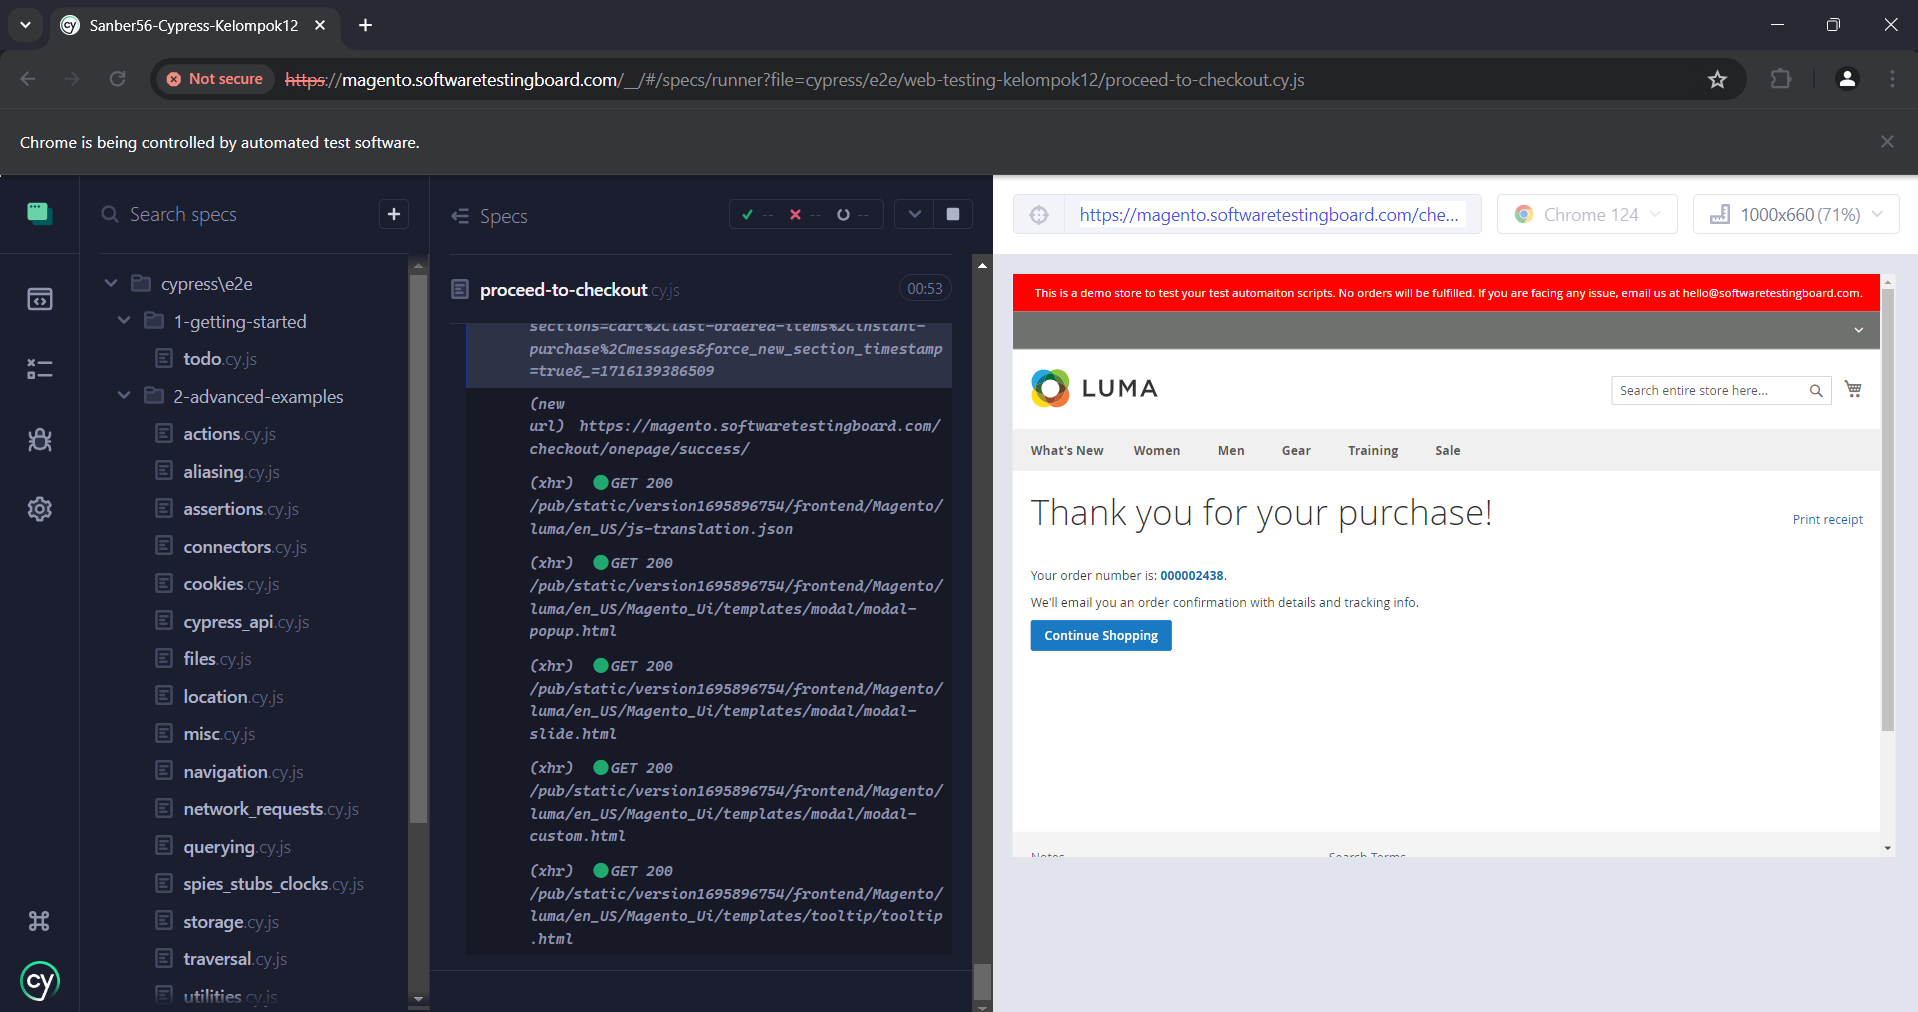 Sanber56-Cypress-Kelompok12
Not secure
https://magento.softwaretestingboard.com/__/#/specs/runner?file=cypress/e2e/web-testing-kelompok12/proceed-to-checkout.cy.js
Chrome is being controlled by automated test software.
Search specs
cypress\e2e
1-getting-started
todo.cy.js
2-advanced-examples
actions.cy.js
aliasing.cy.js
assertions.cy.js
connectors.cy.js
cookies.cy.js
cypress_api.cy.js
files.cy.js
location.cy.js
misc.cy.js
navigation.cy.js
network_requests.cy.js
querying.cy.js
spies_stubs_clocks.cy.js
storage.cy.js
traversal.cy.js
utilities.cy.js
cy
Specs
-- -- --
proceed-to-checkout.cy.js
00:53
sections=cart%2Clast-ordered-items%2Cinstant-
purchase%2Cmessages&force_new_section_timestamp
=true&_=1716139386509
(new
url) https://magento.softwaretestingboard.com/
checkout/onepage/success/
(xhr) GET 200
/pub/static/version1695896754/frontend/Magento/
luma/en_US/js-translation.json
(xhr) GET 200
/pub/static/version1695896754/frontend/Magento/
luma/en_US/Magento_Ui/templates/modal/modal-
popup.html
(xhr) GET 200
/pub/static/version1695896754/frontend/Magento/
luma/en_US/Magento_Ui/templates/modal/modal-
slide.html
(xhr) GET 200
/pub/static/version1695896754/frontend/Magento/
luma/en_US/Magento_Ui/templates/modal/modal-
custom.html
(xhr) GET 200
/pub/static/version1695896754/frontend/Magento/
luma/en_US/Magento_Ui/templates/tooltip/tooltip
.html
https://magento.softwaretestingboard.com/che...
Chrome 124
1000x660 (71%)
This is a demo store to test your test automaiton scripts. No orders will be fulfilled. If you are facing any issue, email us at hello@softwaretestingboard.com.
LUMA
Search entire store here...
What's New Women Men Gear Training Sale
Thank you for your purchase!
Print receipt
Your order number is: 000002438.
We'll email you an order confirmation with details and tracking info.
Continue Shopping
Notes
Search Terms